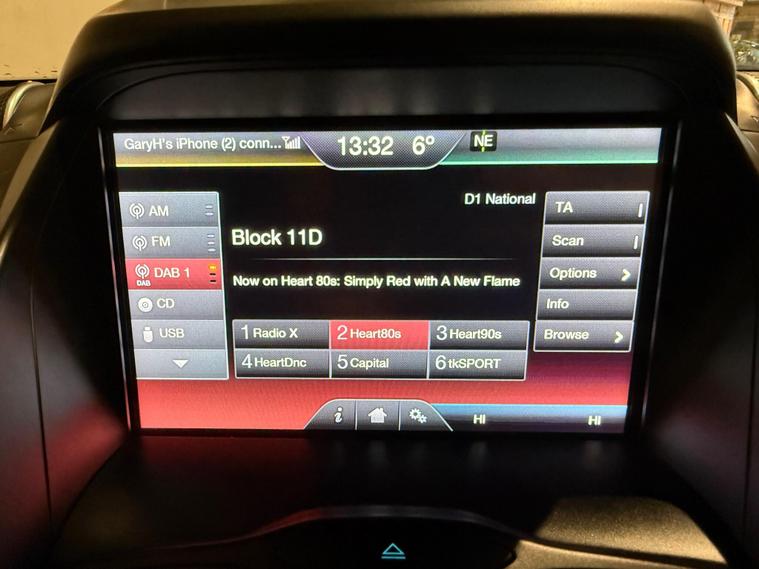 GaryH's iPhone (2) conn...
13:32 6°
NE
D1 National
AM
FM
DAB 1
DAB
CD
USB
Block 11D
Now on Heart 80s: Simply Red with A New Flame
1 Radio X
2 Heart80s
3 Heart90s
4 HeartDnc
5 Capital
6 tkSPORT
TA
Scan
Options
Info
Browse
i
HI
HI